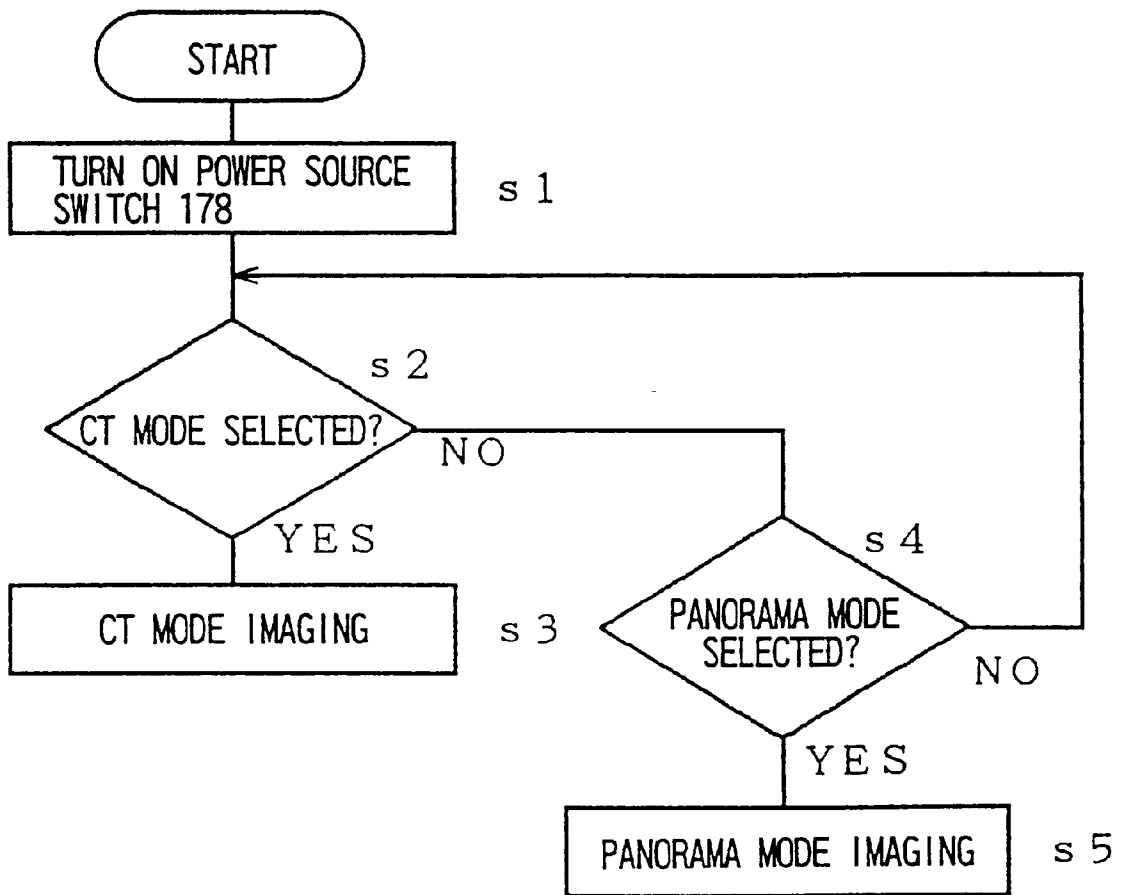 START
TURN ON POWER SOURCE
SWITCH 178
s 1
s 2
CT MODE SELECTED?
NO
YES
s 4
CT MODE IMAGING
s 3
PANORAMA MODE
SELECTED?
NO
YES
PANORAMA MODE IMAGING
s 5